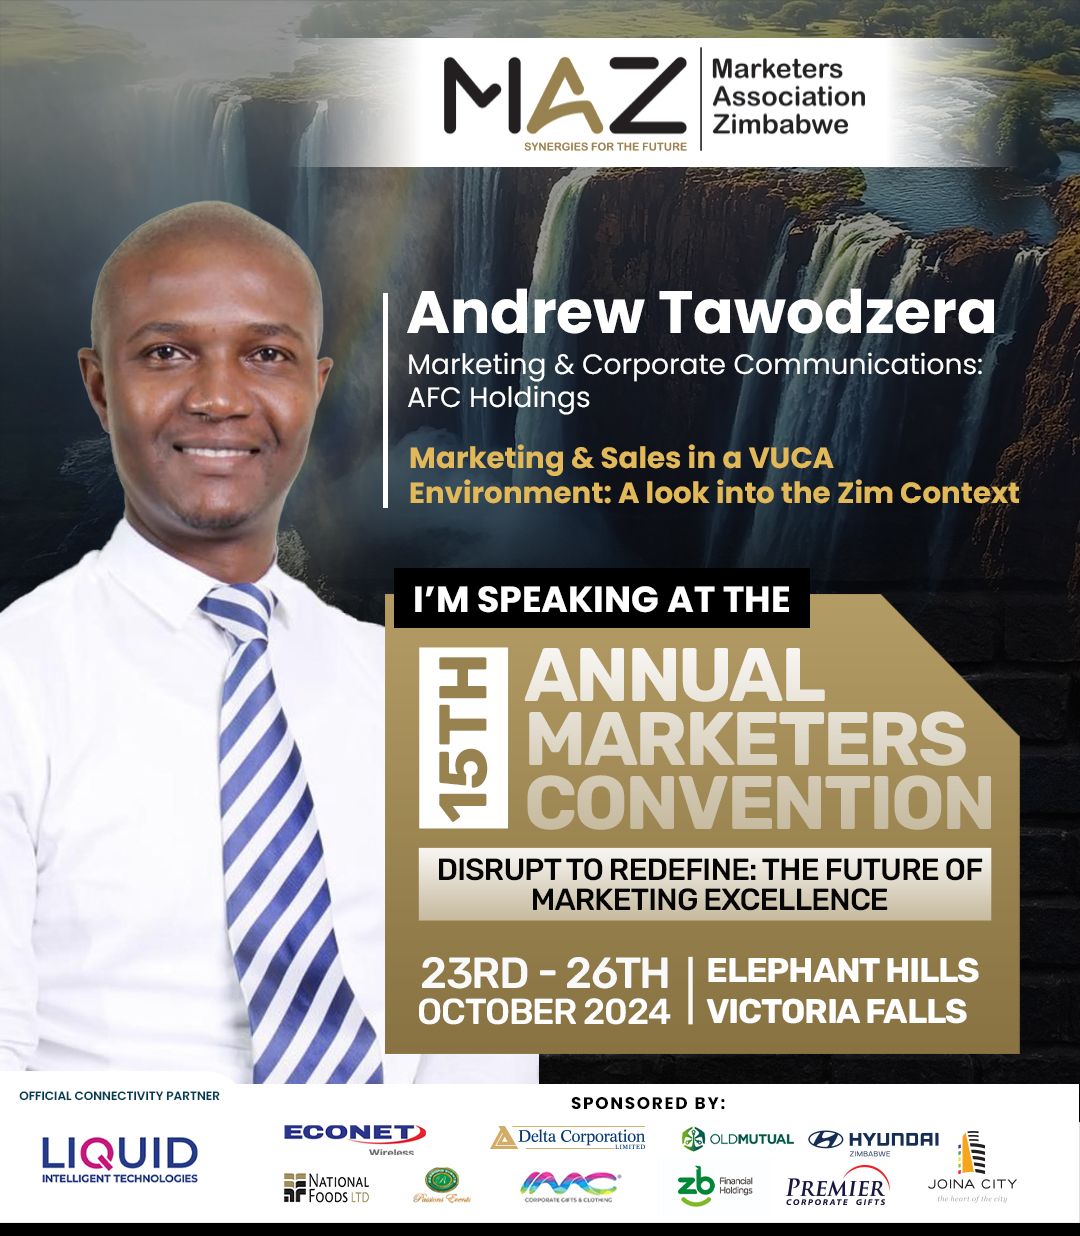 MAZ
SYNERGIES FOR THE FUTURE
Marketers
Association
Zimbabwe
Andrew Tawodzera
Marketing & Corporate Communications:
AFC Holdings
Marketing & Sales in a VUCA
Environment: A look into the Zim Context
I'M SPEAKING AT THE
15TH
ANNUAL
MARKETERS
CONVENTION
DISRUPT TO REDEFINE: THE FUTURE OF
MARKETING EXCELLENCE
23RD - 26TH
OCTOBER 2024
ELEPHANT HILLS
VICTORIA FALLS
OFFICIAL CONNECTIVITY PARTNER
LIQUID
INTELLIGENT TECHNOLOGIES
SPONSORED BY:
ECONET
Wireless
Delta Corporation
LIMITED
OLDMUTUAL
HYUNDAI
ZIMBABWE
NATIONAL
FOODS LTD
Passions Events
CORPORATE GIFTS & CLOTHING
zb
Financial
Holdings
PREMIER
CORPORATE GIFTS
JOINA CITY
the heart of the city